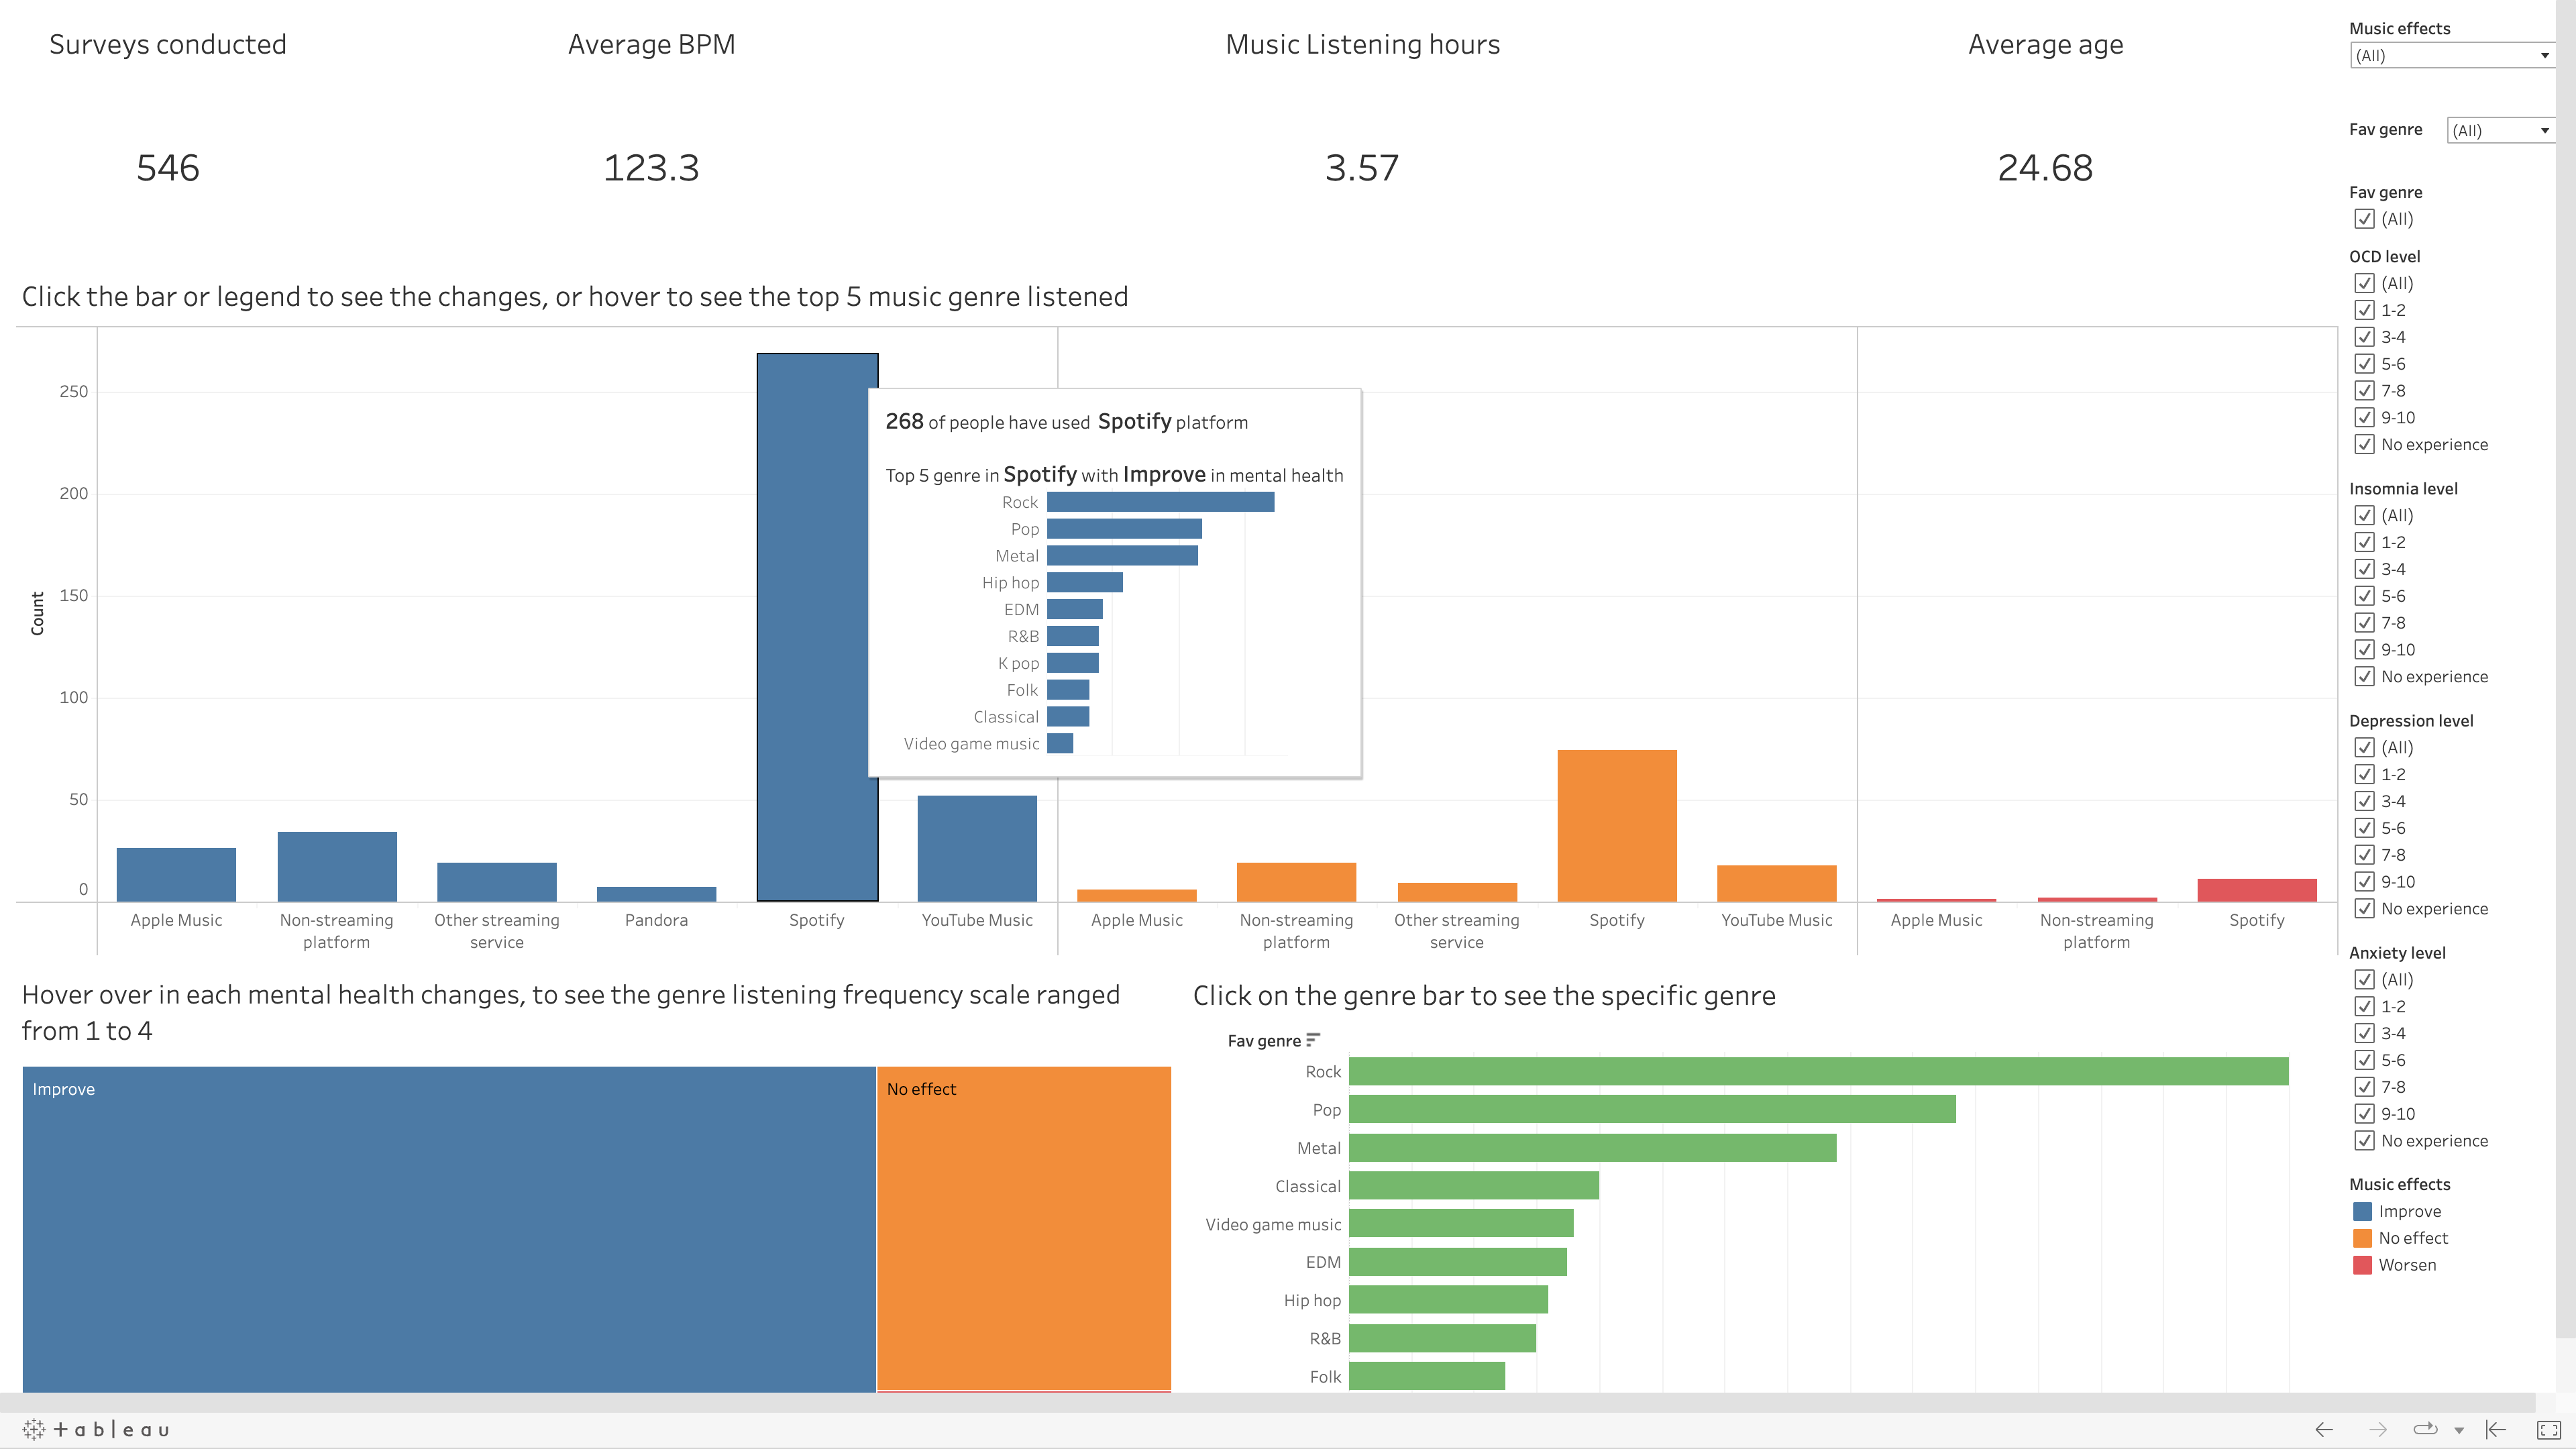 Surveys conducted
Average BPM
Music Listening hours
Average age
546
123.3
3.57
24.68
Click the bar or legend to see the changes, or hover to see the top 5 music genre listened
Count
250
200
150
100
50
0
268 of people have used Spotify platform
Top 5 genre in Spotify with Improve in mental health
Rock
Pop
Metal
Hip hop
EDM
R&B
K pop
Folk
Classical
Video game music
Apple Music
Non-streaming
platform
Other streaming
service
Pandora
Spotify
YouTube Music
Apple Music
Non-streaming
platform
Other streaming
service
Spotify
YouTube Music
Apple Music
Non-streaming
platform
Spotify
Hover over in each mental health changes, to see the genre listening frequency scale ranged
from 1 to 4
Improve
No effect
Click on the genre bar to see the specific genre
Fav genre
Rock
Pop
Metal
Classical
Video game music
EDM
Hip hop
R&B
Folk
Music effects
(All)
Fav genre
(All)
Fav genre
(All)
OCD level
(All)
1-2
3-4
5-6
7-8
9-10
No experience
Insomnia level
(All)
1-2
3-4
5-6
7-8
9-10
No experience
Depression level
(All)
1-2
3-4
5-6
7-8
9-10
No experience
Anxiety level
(All)
1-2
3-4
5-6
7-8
9-10
No experience
Music effects
Improve
No effect
Worsen
+ableau